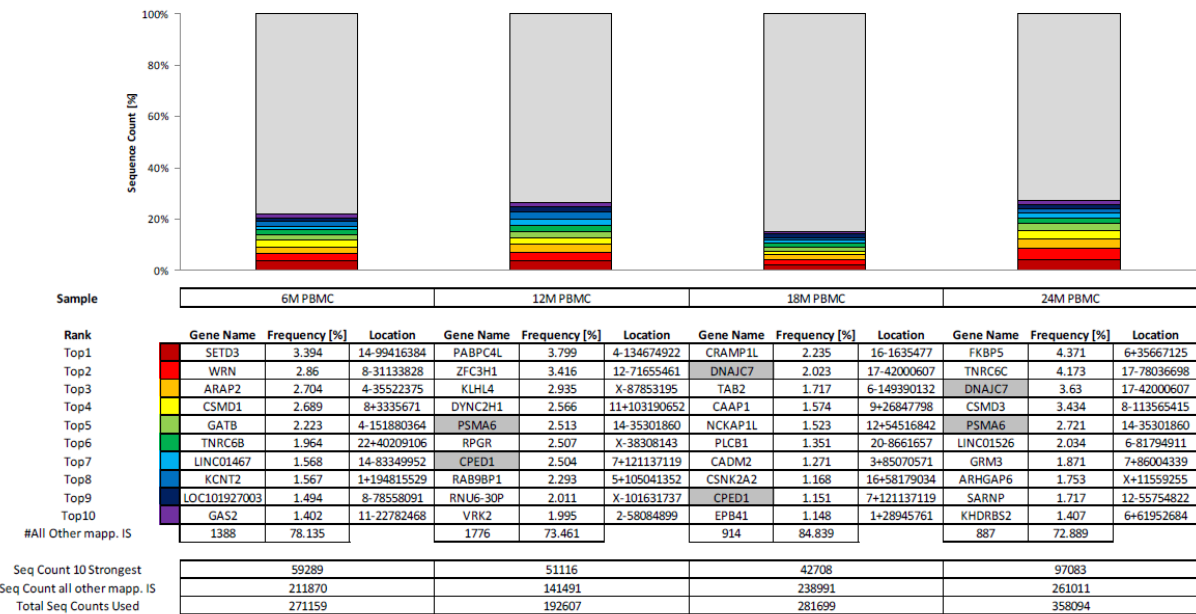 100%
80%
60%
40%
20%
0%
Sequence Count [%]
Sample 6M PBMC 12M PBMC 18M PBMC 24M PBMC
Rank Gene Name Frequency [%] Location Gene Name Frequency [%] Location Gene Name Frequency [%] Location Gene Name Frequency [%] Location
Top1 SETD3 3.394 14-99416384 PABPC4L 3.799 4-134674922 CRAMP1L 2.235 16-1635477 FKBP5 4.371 6+35667125
Top2 WRN 2.86 8-31133828 ZFC3H1 3.416 12-71655461 DNAJC7 2.023 17-42000607 TNRC6C 4.173 17-78036698
Top3 ARAP2 2.704 4-35522375 KLHL4 2.935 X-87853195 TAB2 1.717 6-149390132 DNAJC7 3.63 17-42000607
Top4 CSMD1 2.689 8+3335671 DYNC2H1 2.566 11+103190652 CAAP1 1.574 9+26847798 CSMD3 3.434 8-113565415
Top5 GATB 2.223 4-151880364 PSMA6 2.513 14-35301860 NCKAP1L 1.523 12+54516842 PSMA6 2.721 14-35301860
Top6 TNRC6B 1.964 22+40209106 RPGR 2.507 X-38308143 PLCB1 1.351 20-8661657 LINC01526 2.034 6-81794911
Top7 LINC01467 1.568 14-83349952 CPED1 2.504 7+121137119 CADM2 1.271 3+85070571 GRM3 1.871 7+86004339
Top8 KCNT2 1.567 1+194815529 RAB9BP1 2.293 5+105041352 CSNK2A2 1.168 16+58179034 ARHGAP6 1.753 X+11559255
Top9 LOC101927003 1.494 8-78558091 RNU6-30P 2.011 X-101631737 CPED1 1.151 7+121137119 SARNP 1.717 12-55754822
Top10 GAS2 1.402 11-22782468 VRK2 1.995 2-58084899 EPB41 1.148 1+28945761 KHDRBS2 1.407 6+61952684
#All Other mapp. IS 1388 78.135 1776 73.461 914 84.839 887 72.889
Seq Count 10 Strongest 59289 51116 42708 97083
Seq Count all other mapp. IS 211870 141491 238991 261011
Total Seq Counts Used 271159 192607 281699 358094